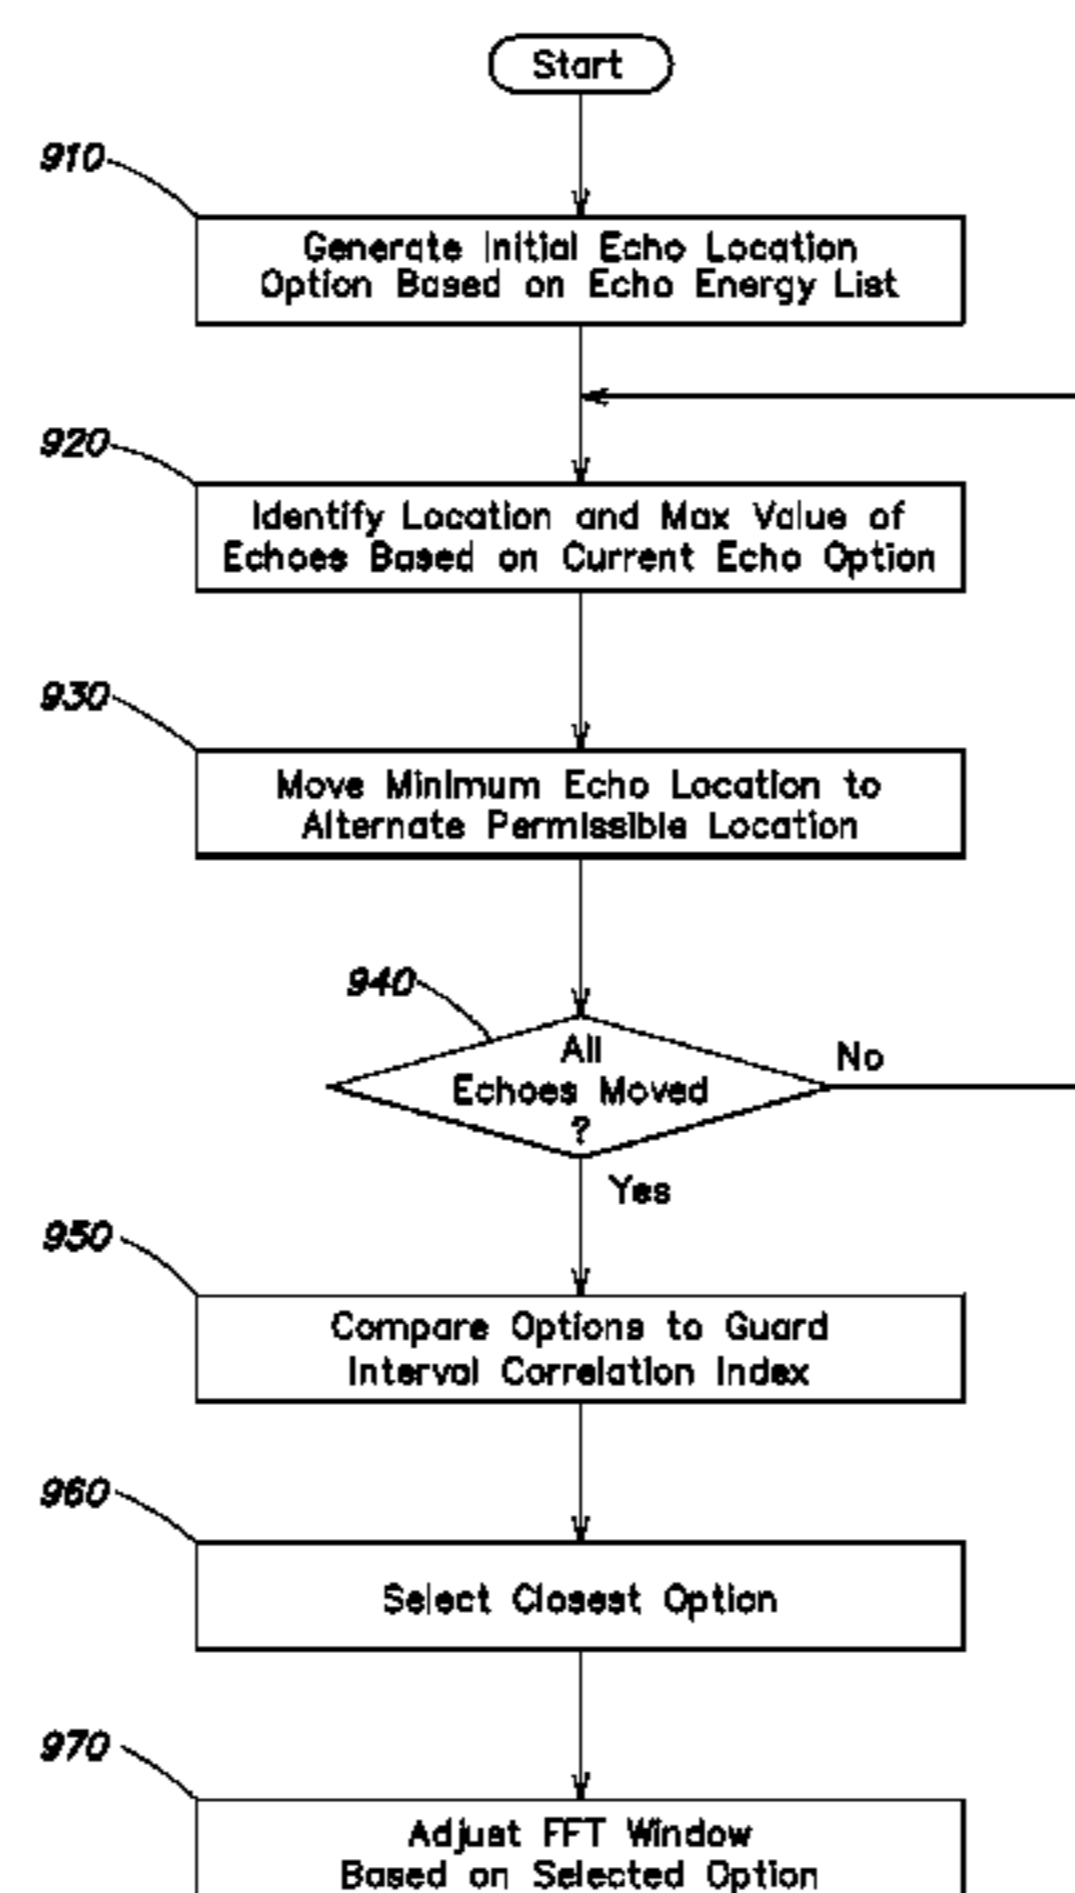 Start
910
Generate Initial Echo Location
Option Based on Echo Energy List
920
Identify Location and Max Value of
Echoes Based on Current Echo Option
930
Move Minimum Echo Location to
Alternate Permissible Location
940
All
Echoes Moved
?
No
Yes
950
Compare Options to Guard
Interval Correlation Index
960
Select Closest Option
970
Adjust FFT Window
Based on Selected Option